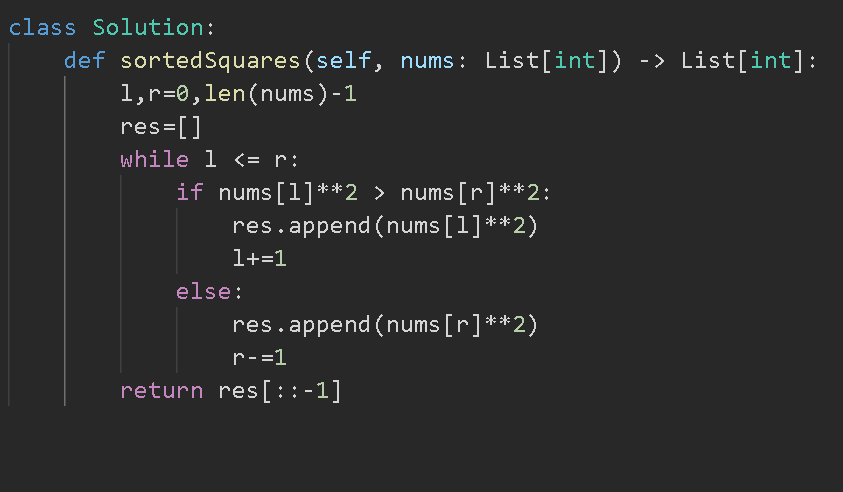 class Solution:
    def sortedSquares(self, nums: List[int]) -> List[int]:
        l,r=0,len(nums)-1
        res=[]
        while l <= r:
            if nums[l]**2 > nums[r]**2:
                res.append(nums[l]**2)
                l+=1
            else:
                res.append(nums[r]**2)
                r-=1
        return res[::-1]